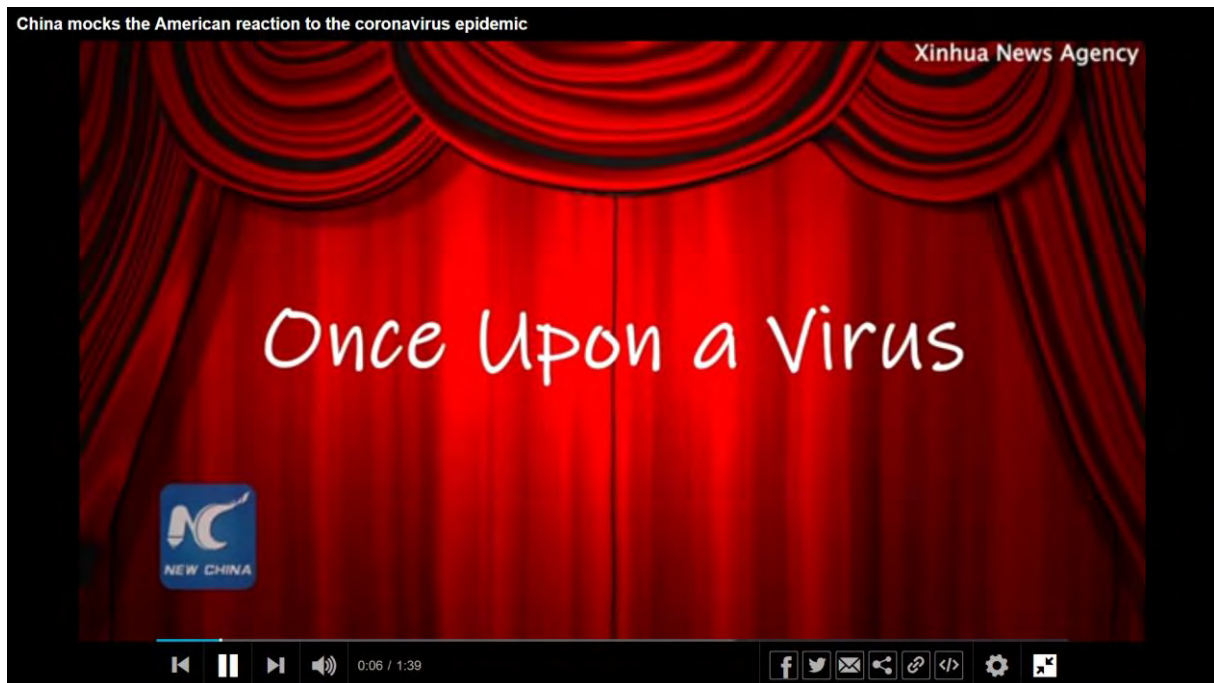 China mocks the American reaction to the coronavirus epidemic
Xinhua News Agency
Once Upon a Virus
NC
NEW CHINA
0:06 / 1:39